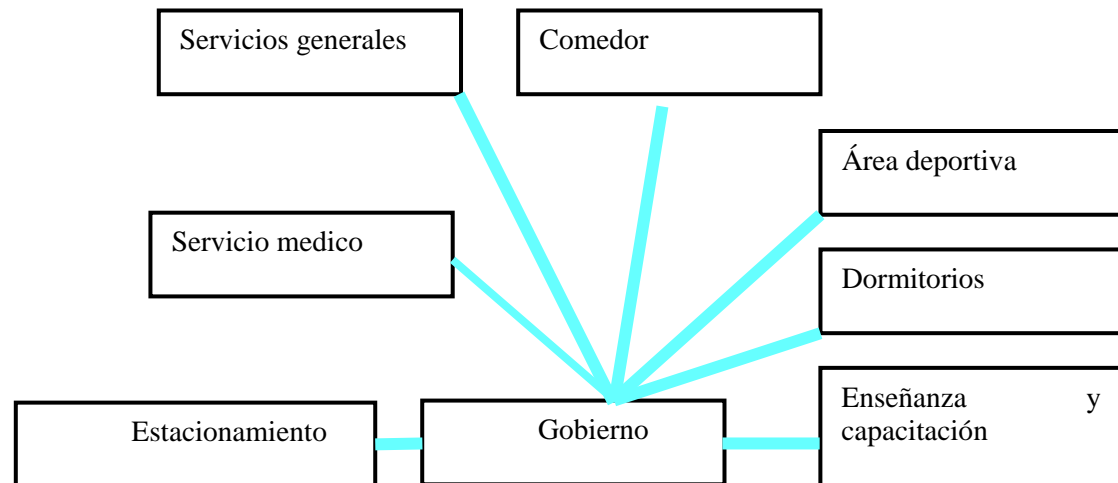 Servicios generales
Comedor
Área deportiva
Servicio medico
Dormitorios
Estacionamiento
Gobierno
Enseñanza y
capacitación